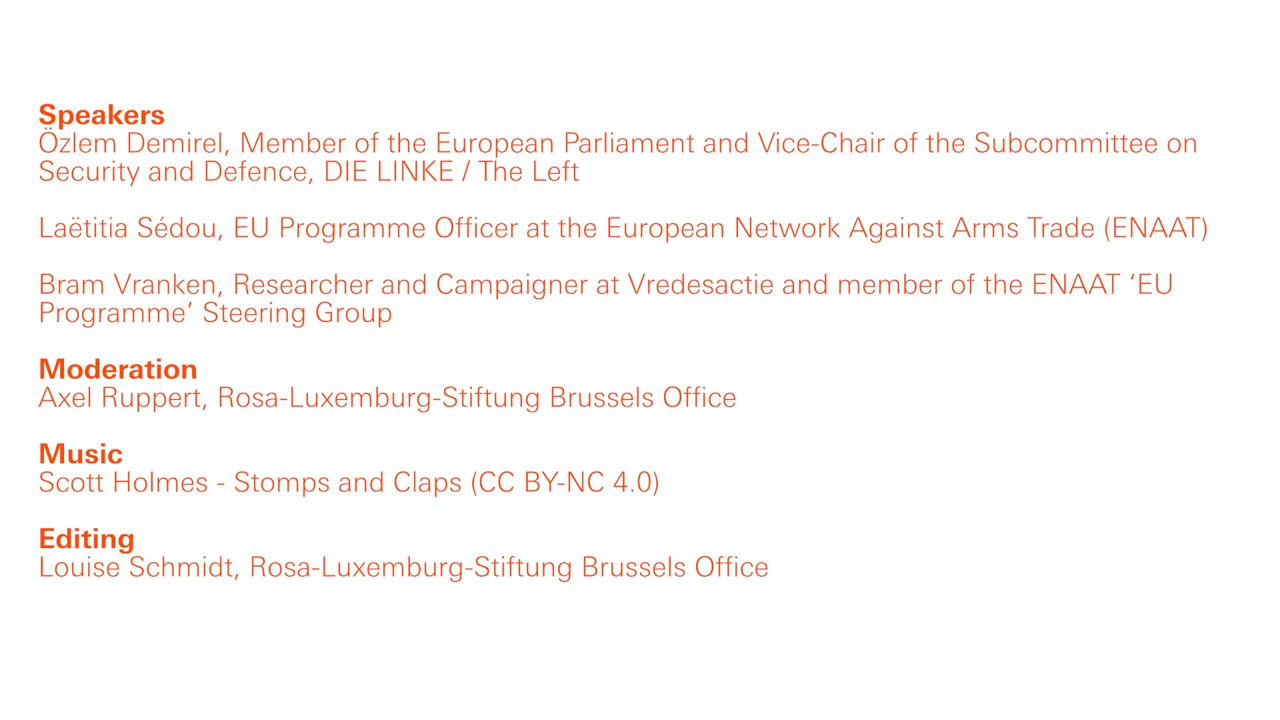 Speakers
Özlem Demirel, Member of the European Parliament and Vice-Chair of the Subcommittee on
Security and Defence, DIE LINKE / The Left
Laëtitia Sédou, EU Programme Officer at the European Network Against Arms Trade (ENAAT)
Bram Vranken, Researcher and Campaigner at Vredesactie and member of the ENAAT ‘EU
Programme’ Steering Group
Moderation
Axel Ruppert, Rosa-Luxemburg-Stiftung Brussels Office
Music
Scott Holmes - Stomps and Claps (CC BY-NC 4.0)
Editing
Louise Schmidt, Rosa-Luxemburg-Stiftung Brussels Office